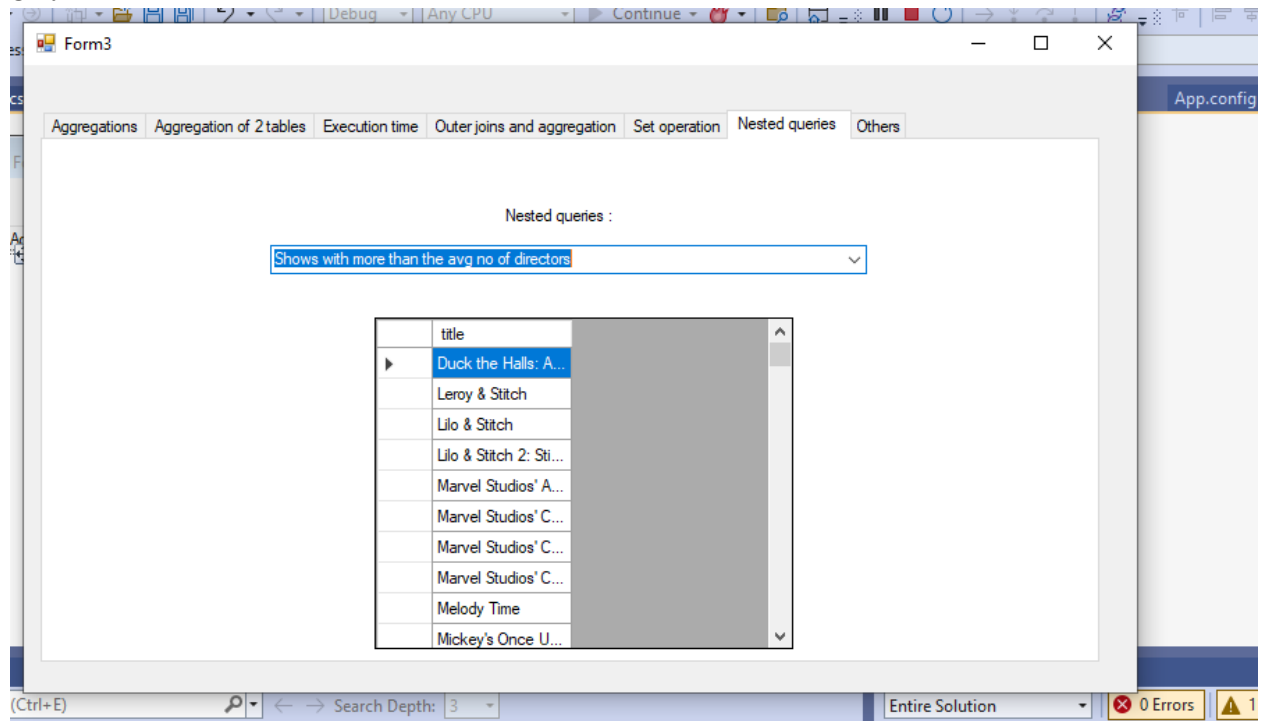 Debug Any CPU Continue
Form3
App.config
Aggregations Aggregation of 2 tables Execution time Outer joins and aggregation Set operation Nested queries Others
Nested queries :
Shows with more than the avg no of directors
title
Duck the Halls: A...
Leroy & Stitch
Lilo & Stitch
Lilo & Stitch 2: Sti...
Marvel Studios' A...
Marvel Studios' C...
Marvel Studios' C...
Marvel Studios' C...
Melody Time
Mickey's Once U...
(Ctrl+E) Search Depth: 3 Entire Solution 0 Errors 1